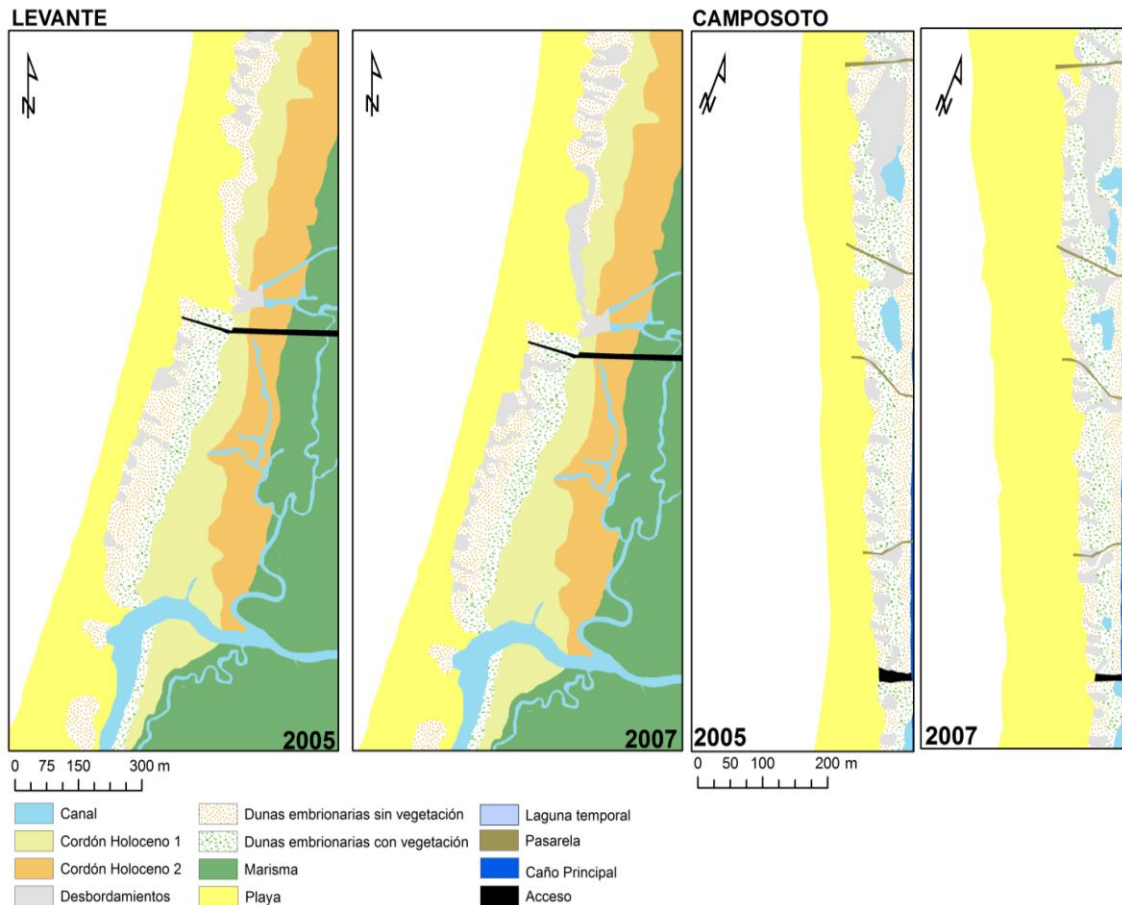 LEVANTE
CAMPOSOTO
N
N
N
N
2005
2007
2005
2007
0 75 150 300 m
0 50 100 200 m
Canal
Cordón Holoceno 1
Cordón Holoceno 2
Desbordamientos
Dunas embrionarias sin vegetación
Dunas embrionarias con vegetación
Marisma
Playa
Laguna temporal
Pasarela
Caño Principal
Acceso